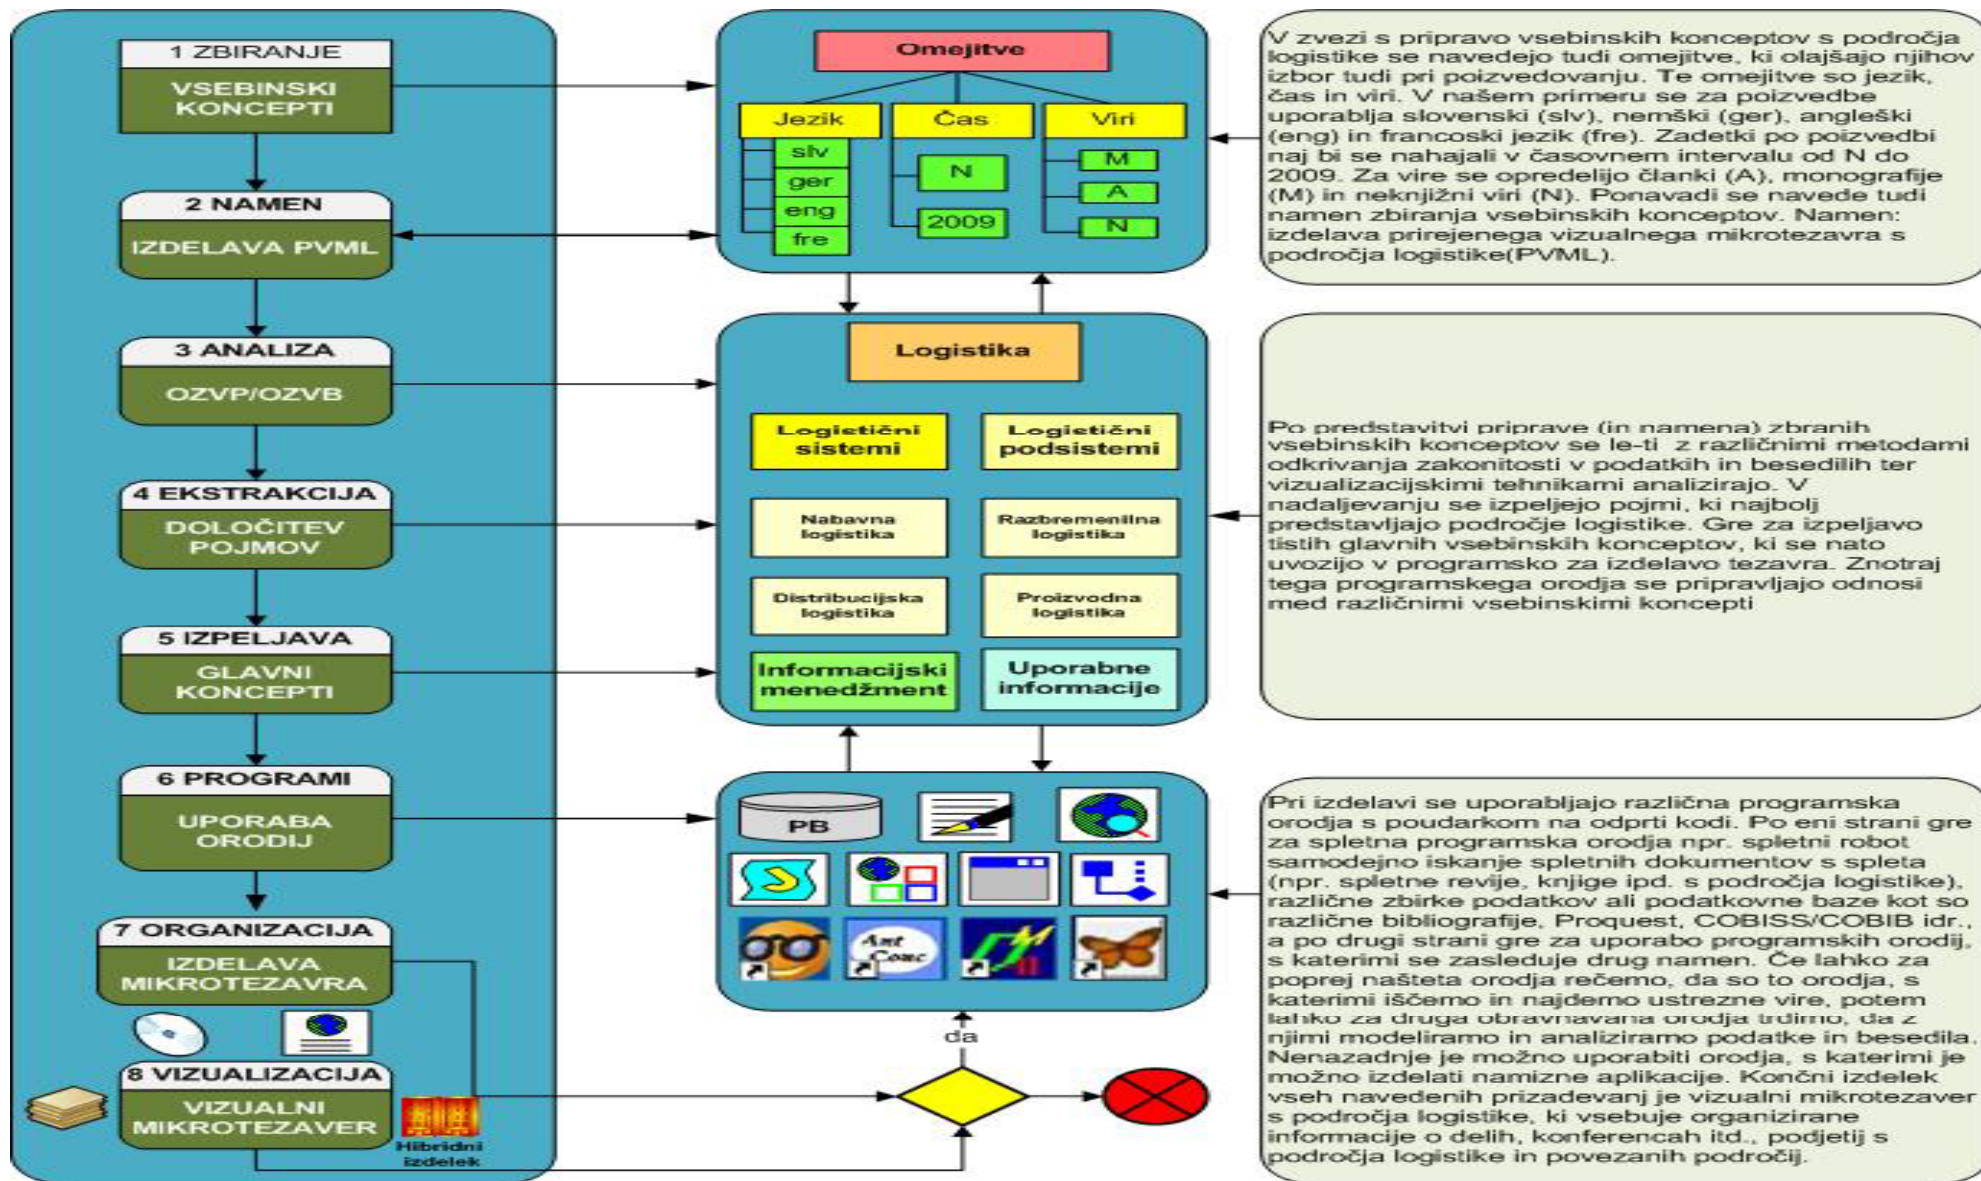 1 ZBIRANJE
VSEBINSKI
KONCEPTI
2 NAMEN
IZDELAVA PVML
3 ANALIZA
OZVP/OZVB
4 EKSTRAKCIJA
DOLOČITEV
POJMOV
5 IZPELJAVA
GLAVNI
KONCEPTI
6 PROGRAMI
UPORABA
ORODIJ
7 ORGANIZACIJA
IZDELAVA
MIKROTEZAVRA
8 VIZUALIZACIJA
VIZUALNI
MIKROTEZAVER
Hibridni
izdelek
Omejitve
Jezik
slv
ger
eng
fre
Čas
N
2009
Viri
M
A
N
Logistika
Logistični
sistemi
Logistični
podsistemi
Nabavna
logistika
Razbremenilna
logistika
Distribucijska
logistika
Proizvodna
logistika
Informacijski
menedžment
Uporabne
informacije
PB
Ant
Conc
da
V zvezi s pripravo vsebinskih konceptov s področja
logistike se navedejo tudi omejitve, ki olajšajo njihov
izbor tudi pri poizvedovanju. Te omejitve so jezik,
čas in viri. V našem primeru se za poizvedbe
uporablja slovenski (slv), nemški (ger), angleški
(eng) in francoski jezik (fre). Zadetki po poizvedbi
naj bi se nahajali v časovnem intervalu od N do
2009. Za vire se opredelijo članki (A), monografije
(M) in neknjižni viri (N). Ponavadi se navede tudi
namen zbiranja vsebinskih konceptov. Namen:
izdelava prirejenega vizualnega mikrotezavra s
področja logistike(PVML).
Po predstavitvi priprave (in namena) zbranih
vsebinskih konceptov se le-ti z različnimi metodami
odkrivanja zakonitosti v podatkih in besedilih ter
vizualizacijskimi tehnikami analizirajo. V
nadaljevanju se izpeljejo pojmi, ki najbolj
predstavljajo področje logistike. Gre za izpeljavo
tistih glavnih vsebinskih konceptov, ki se nato
uvozijo v programsko za izdelavo tezavra. Znotraj
tega programskega orodja se pripravljajo odnosi
med različnimi vsebinskimi koncepti
Pri izdelavi se uporabljajo različna programska
orodja s poudarkom na odprti kodi. Po eni strani gre
za spletna programska orodja npr. spletni robot
samodejno iskanje spletnih dokumentov s spleta
(npr. spletne revije, knjige ipd. s področja logistike),
različne zbirke podatkov ali podatkovne baze kot so
različne bibliografije, Proquest, COBISS/COBIB idr.,
a po drugi strani gre za uporabo programskih orodij,
s katerimi se zasleduje drug namen. Če lahko za
poprej našteta orodja rečemo, da so to orodja, s
katerimi iščemo in najdemo ustrezne vire, potem
lahko za druga obravnavana orodja trdimo, da z
njimi modeliramo in analiziramo podatke in besedila.
Nenazadnje je možno uporabiti orodja, s katerimi je
možno izdelati namizne aplikacije. Končni izdelek
vseh navedenih prizadevanj je vizualni mikrotezaver
s področja logistike, ki vsebuje organizirane
informacije o delih, konferencah itd., podjetij s
področja logistike in povezanih področij.